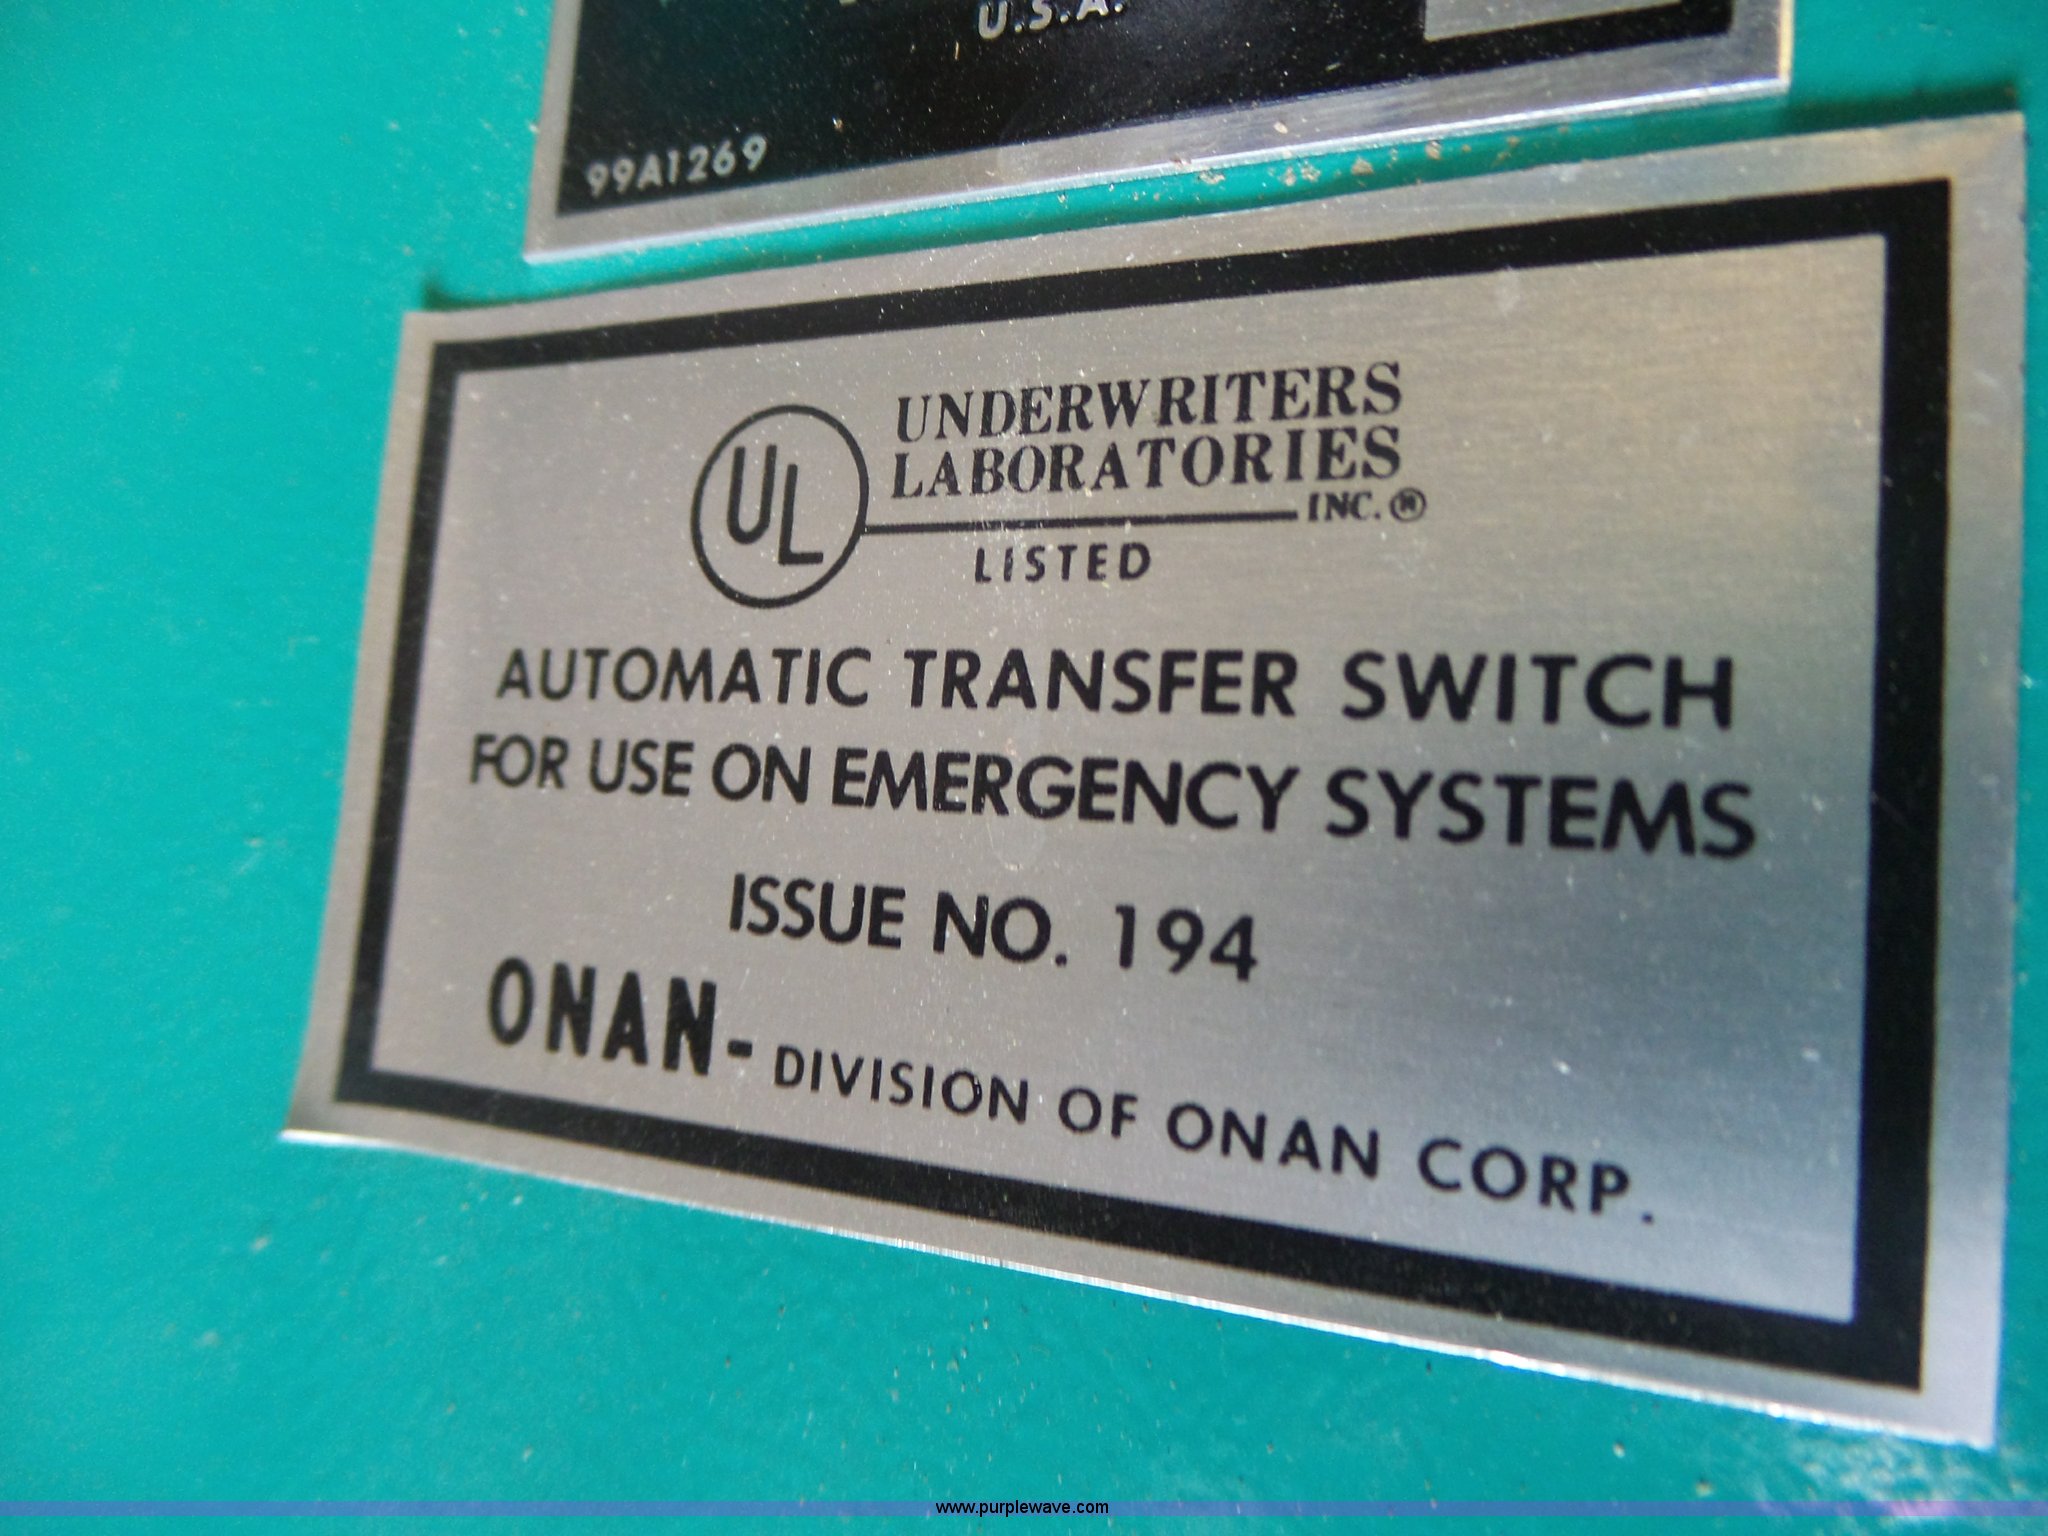 U.S.A.
99A1269
UL
UNDERWRITERS
LABORATORIES
INC.®
LISTED
AUTOMATIC TRANSFER SWITCH
FOR USE ON EMERGENCY SYSTEMS
ISSUE NO. 194
ONAN- DIVISION OF ONAN CORP.
www.purplewave.com